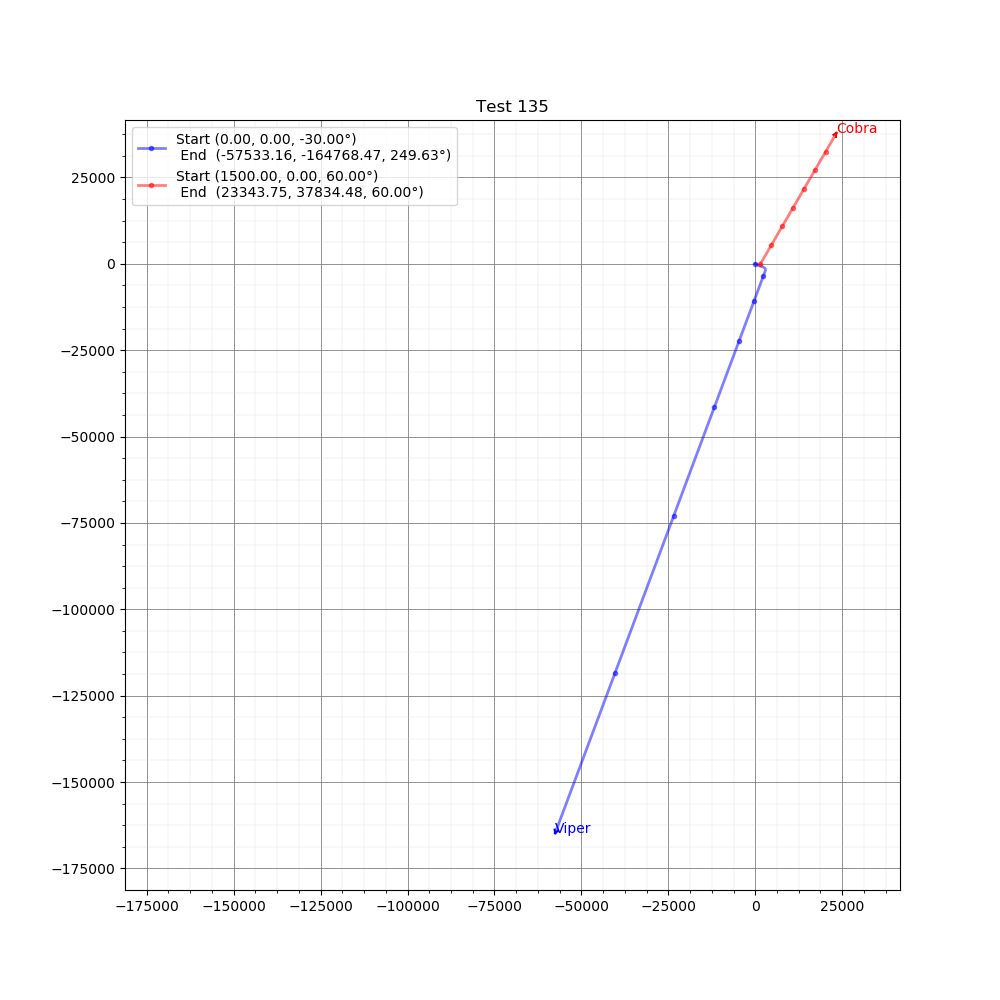 Test 135
Start (0.00, 0.00, -30.00°)
End (-57533.16, -164768.47, 249.63°)
Start (1500.00, 0.00, 60.00°)
End (23343.75, 37834.48, 60.00°)
Cobra
25000
0
−25000
−50000
−75000
−100000
−125000
−150000
−175000
Viper
−175000 −150000 −125000 −100000 −75000 −50000 −25000 0 25000